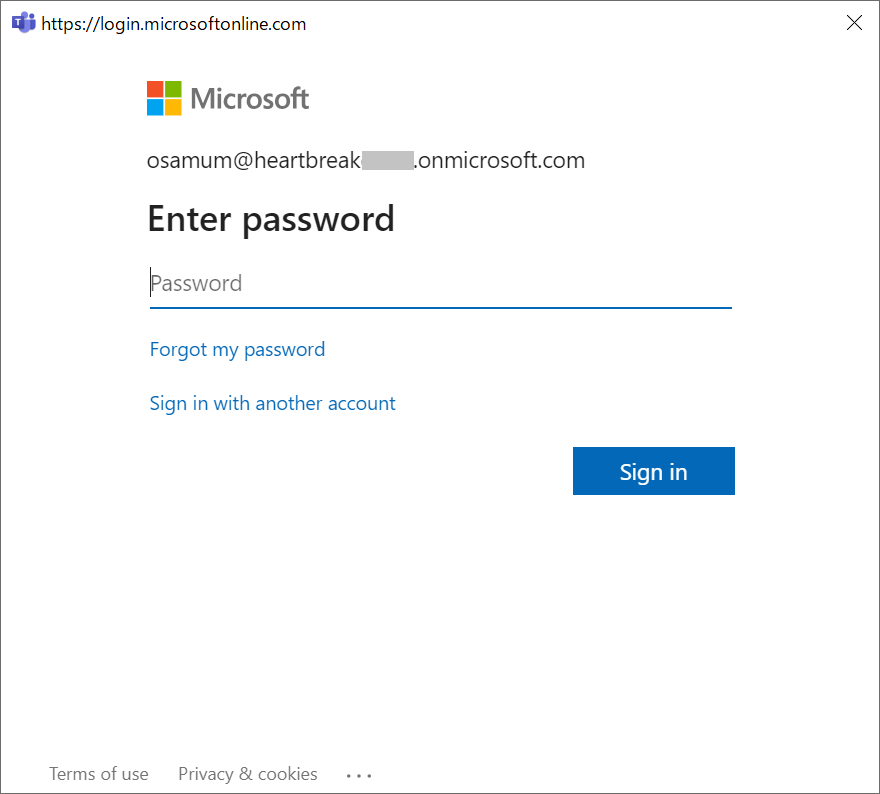 https://login.microsoftonline.com
Microsoft
osamum@heartbreak .onmicrosoft.com
Enter password
Password
Forgot my password
Sign in with another account
Sign in
Terms of use Privacy & cookies ...